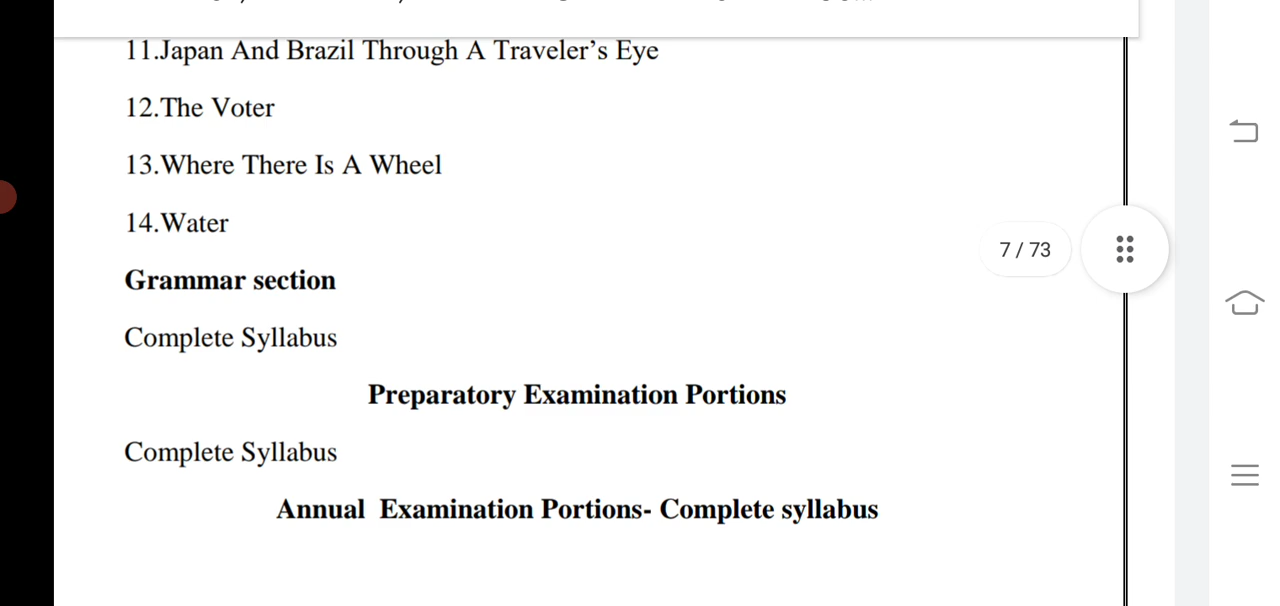 11.Japan And Brazil Through A Traveler’s Eye
12.The Voter
13.Where There Is A Wheel
14.Water
7 / 73
Grammar section
Complete Syllabus
Preparatory Examination Portions
Complete Syllabus
Annual Examination Portions- Complete syllabus